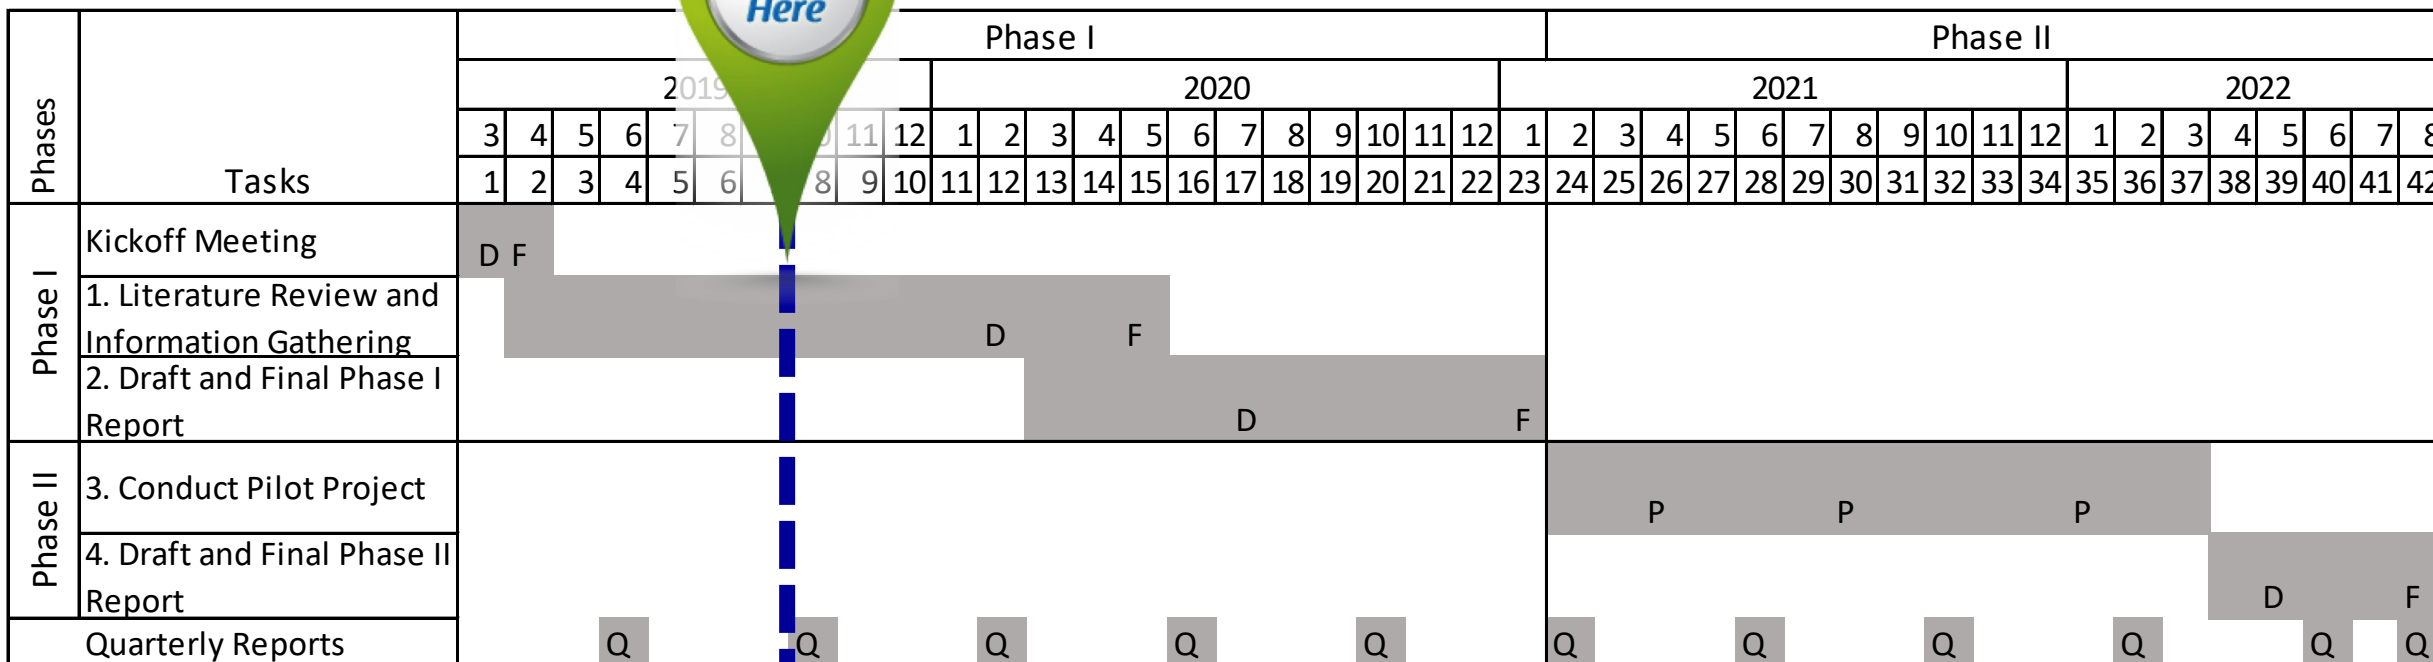 Here
Phase I Phase II
2019 2020 2021 2022
Phases Tasks
3 4 5 6 7 8 11 12 1 2 3 4 5 6 7 8 9 10 11 12 1 2 3 4 5 6 7 8 9 10 11 12 1 2 3 4 5 6 7 8
1 2 3 4 5 6 8 9 10 11 12 13 14 15 16 17 18 19 20 21 22 23 24 25 26 27 28 29 30 31 32 33 34 35 36 37 38 39 40 41 42
Phase I
Kickoff Meeting
D F
1. Literature Review and
Information Gathering
D F
2. Draft and Final Phase I
Report
D F
Phase II
3. Conduct Pilot Project
P P P
4. Draft and Final Phase II
Report
D F
Quarterly Reports Q Q Q Q Q Q Q Q Q Q Q